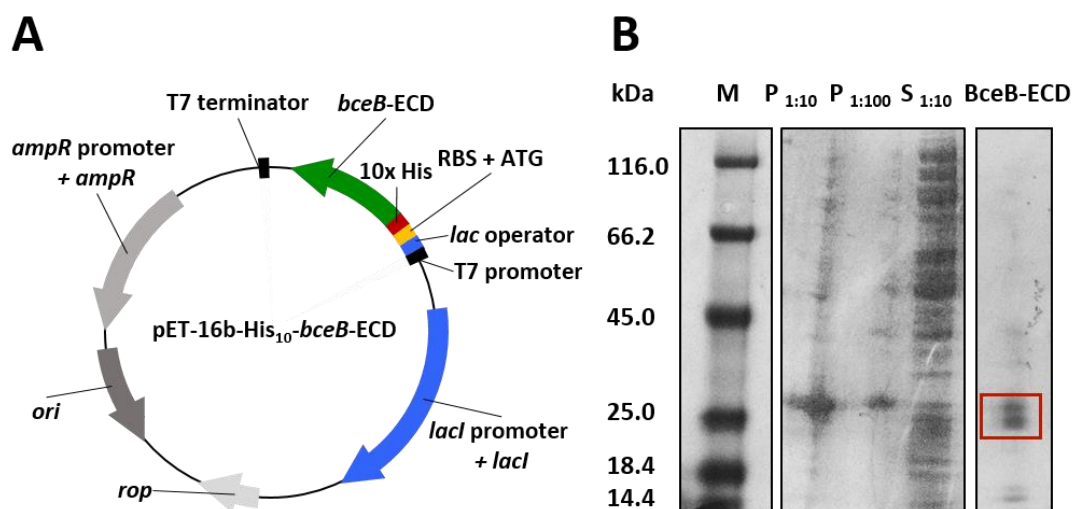 A
T7 terminator
bceB-ECD
ampR promoter
+ ampR
10x His
RBS + ATG
lac operator
T7 promoter
pET-16b-His10-bceB-ECD
ori
lacI promoter
+ lacI
rop
B
kDa M P 1:10 P 1:100 S 1:10 BceB-ECD
116.0
66.2
45.0
25.0
18.4
14.4